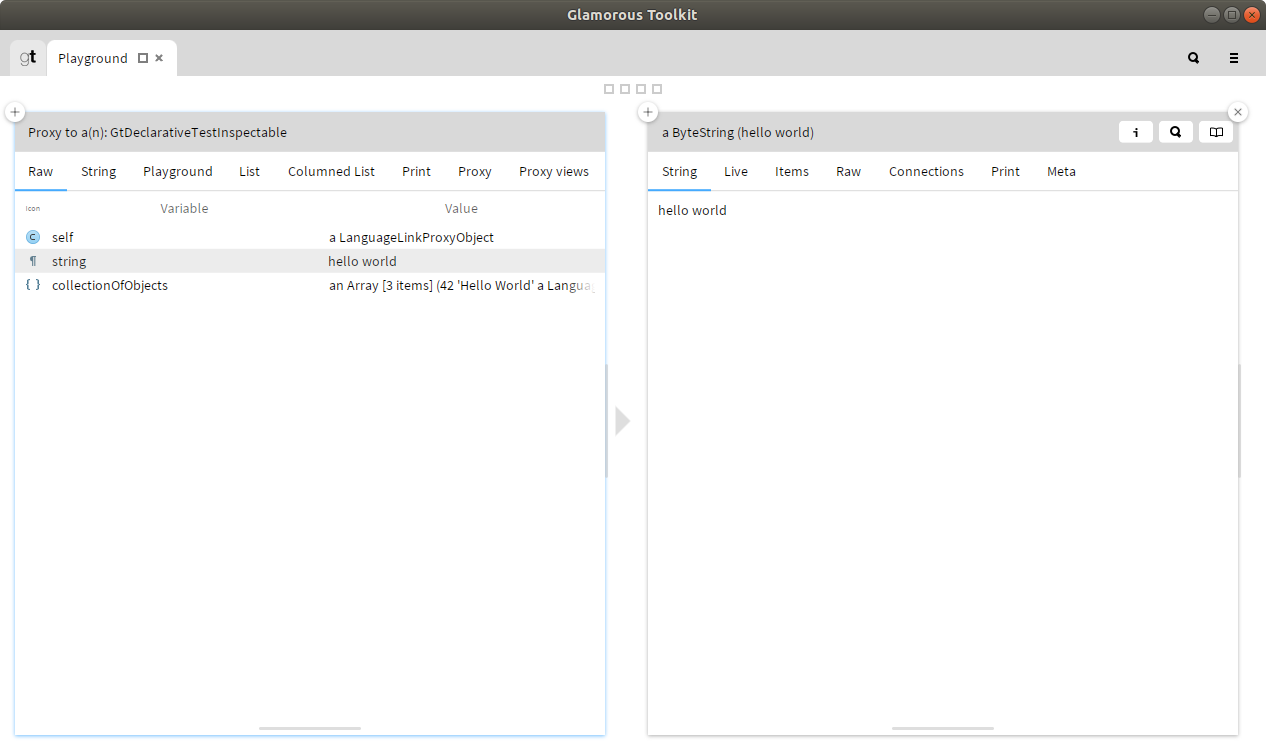 Glamorous Toolkit
gt Playground
Proxy to a(n): GtDeclarativeTestInspectable
Raw String Playground List Columned List Print Proxy Proxy views
Icon Variable Value
C self a LanguageLinkProxyObject
¶ string hello world
{ } collectionOfObjects an Array [3 items] (42 'Hello World' a Langua
a ByteString (hello world)
String Live Items Raw Connections Print Meta
hello world